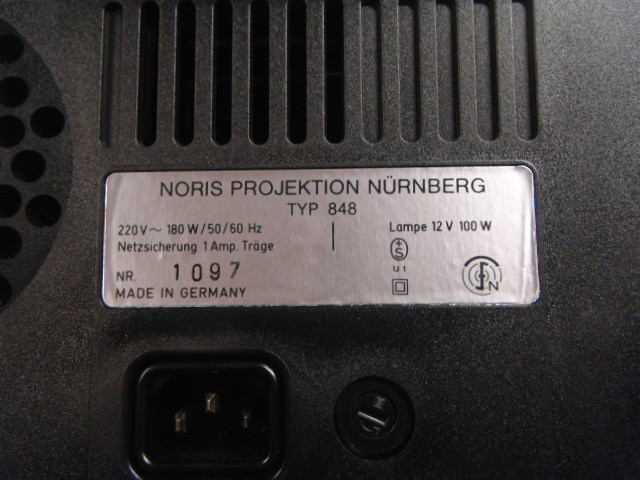 NORIS PROJEKTION NÜRNBERG
TYP 848
220V~ 180 W/50/60 Hz
Netzsicherung 1 Amp. Träge
NR. 1097
MADE IN GERMANY
Lampe 12 V 100 W
+S
U1
N